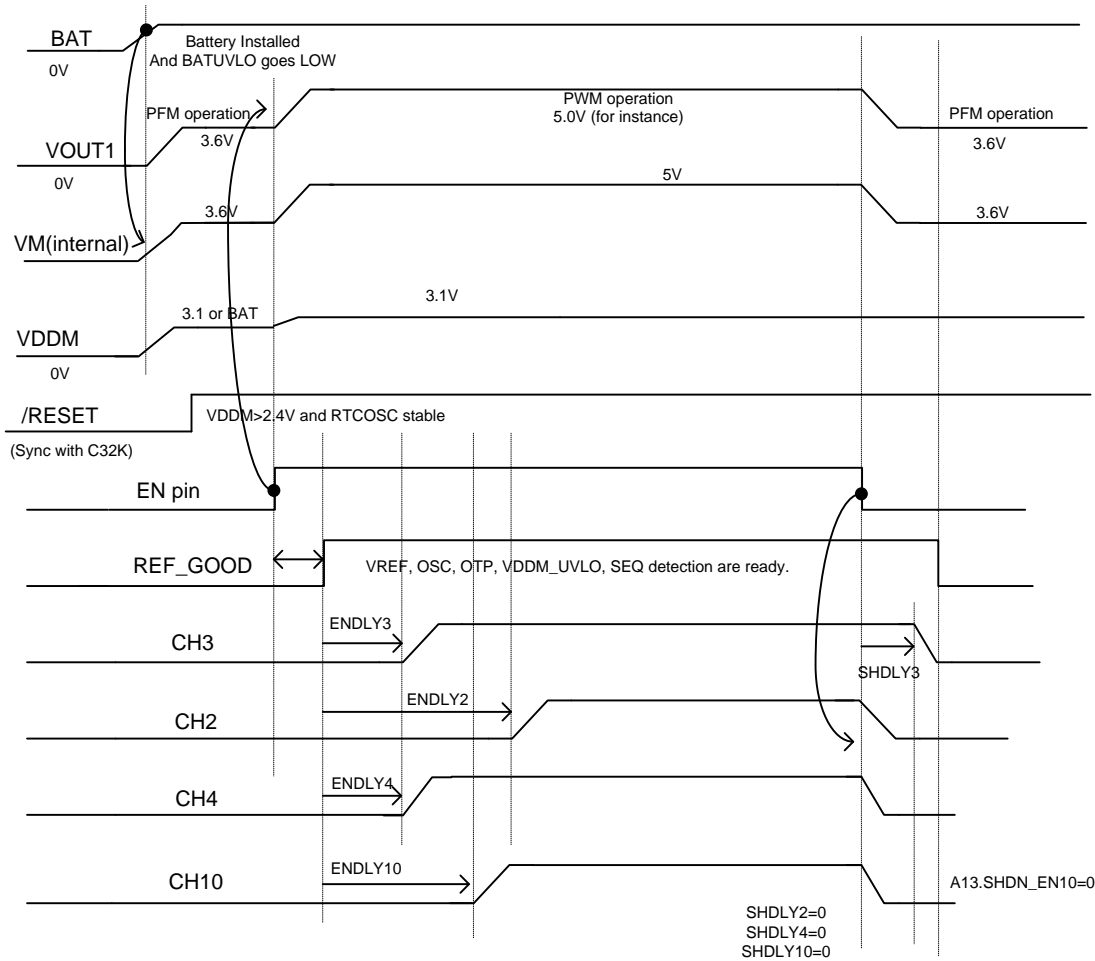 BAT
0V
Battery Installed
And BATUVLO goes LOW
PFM operation
3.6V
PWM operation
5.0V (for instance)
PFM operation
3.6V
VOUT1
0V
5V
3.6V
3.6V
VM(internal)
3.1V
3.1 or BAT
VDDM
0V
/RESET
VDDM>2.4V and RTCOSC stable
(Sync with C32K)
EN pin
REF_GOOD
VREF, OSC, OTP, VDDM_UVLO, SEQ detection are ready.
ENDLY3
CH3
SHDLY3
ENDLY2
CH2
ENDLY4
CH4
ENDLY10
CH10
A13.SHDN_EN10=0
SHDLY2=0
SHDLY4=0
SHDLY10=0